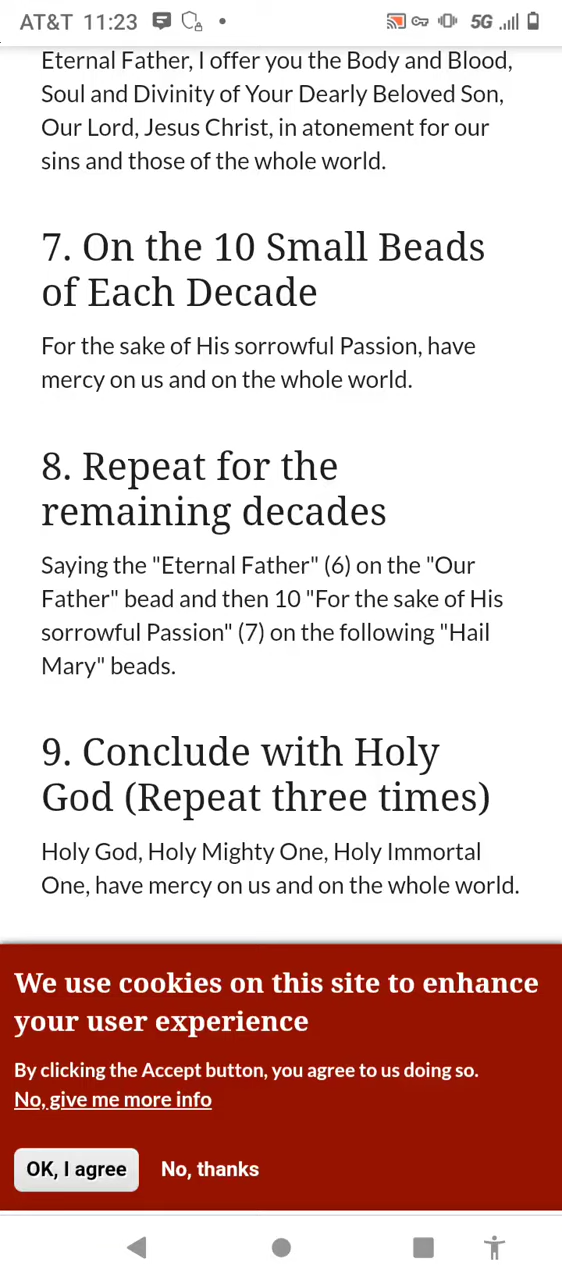 AT&T 11:23 5G
Eternal Father, I offer you the Body and Blood,
Soul and Divinity of Your Dearly Beloved Son,
Our Lord, Jesus Christ, in atonement for our
sins and those of the whole world.
7. On the 10 Small Beads
of Each Decade
For the sake of His sorrowful Passion, have
mercy on us and on the whole world.
8. Repeat for the
remaining decades
Saying the "Eternal Father" (6) on the "Our
Father" bead and then 10 "For the sake of His
sorrowful Passion" (7) on the following "Hail
Mary" beads.
9. Conclude with Holy
God (Repeat three times)
Holy God, Holy Mighty One, Holy Immortal
One, have mercy on us and on the whole world.
We use cookies on this site to enhance
your user experience
By clicking the Accept button, you agree to us doing so.
No, give me more info
OK, I agree No, thanks